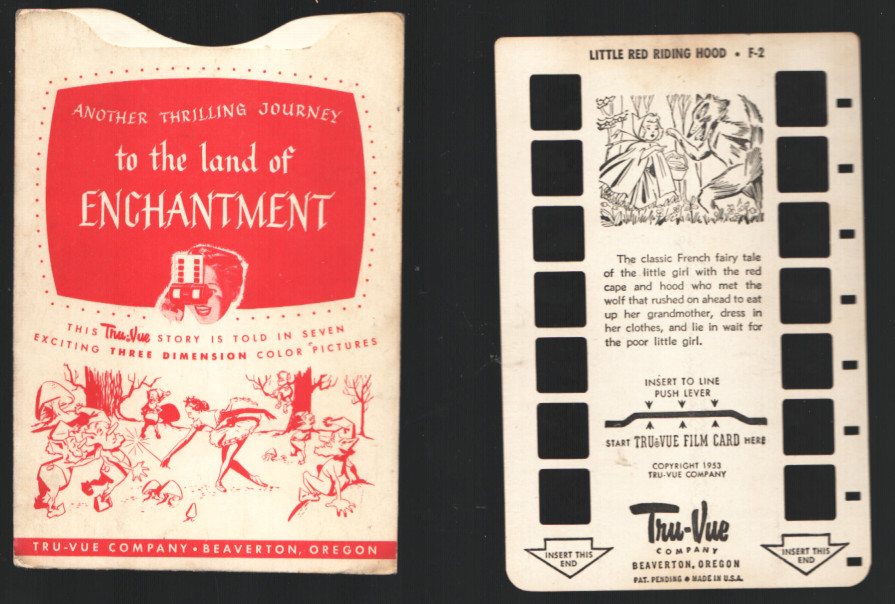 ANOTHER THRILLING JOURNEY
to the land of
ENCHANTMENT
THIS Tru-Vue STORY IS TOLD IN SEVEN
EXCITING THREE DIMENSION COLOR PICTURES
TRU-VUE COMPANY • BEAVERTON, OREGON
LITTLE RED RIDING HOOD • F-2
The classic French fairy tale
of the little girl with the red
cape and hood who met the
wolf that rushed on ahead to eat
up her grandmother, dress in
her clothes, and lie in wait for
the poor little girl.
INSERT TO LINE
PUSH LEVER
START TRU-VUE FILM CARD HERE
COPYRIGHT 1953
TRU-VUE COMPANY
Tru-Vue
COMPANY
BEAVERTON, OREGON
PAT. PENDING • MADE IN U.S.A.
INSERT THIS
END
INSERT THIS
END